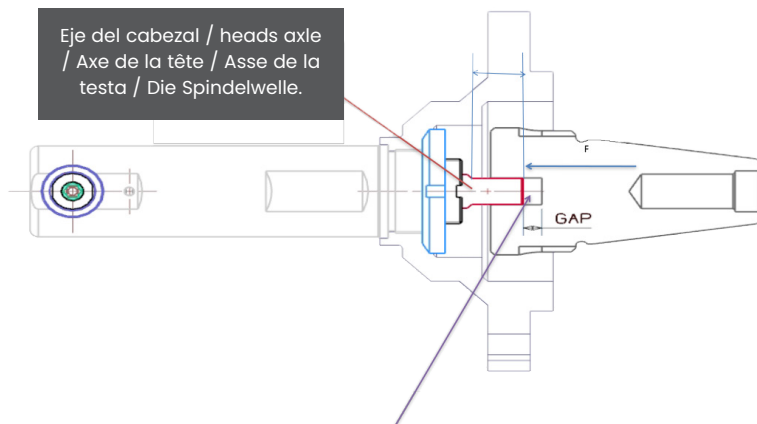 Eje del cabezal / heads axle
/ Axe de la tête / Asse de la
testa / Die Spindelwelle.
F
GAP